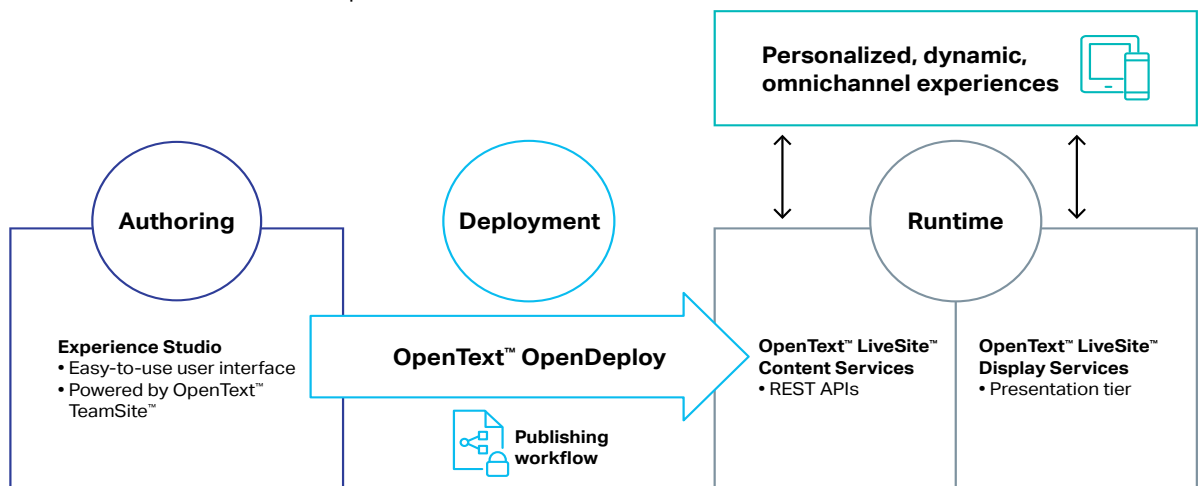 Personalized, dynamic,
omnichannel experiences
Authoring
Deployment
Runtime
Experience Studio
• Easy-to-use user interface
• Powered by OpenText™
TeamSite™
OpenText™ OpenDeploy
Publishing
workflow
OpenText™ LiveSite™
Content Services
• REST APIs
OpenText™ LiveSite™
Display Services
• Presentation tier